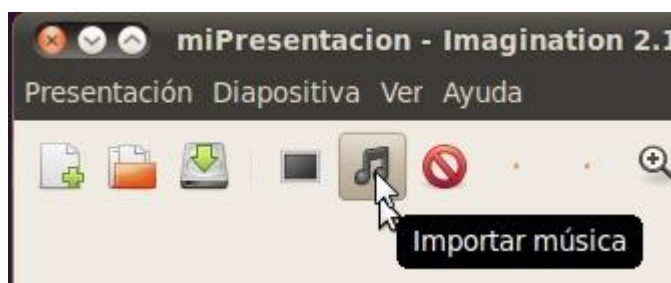 miPresentacion - Imagination 2.1
Presentación Diapositiva Ver Ayuda
Importar música